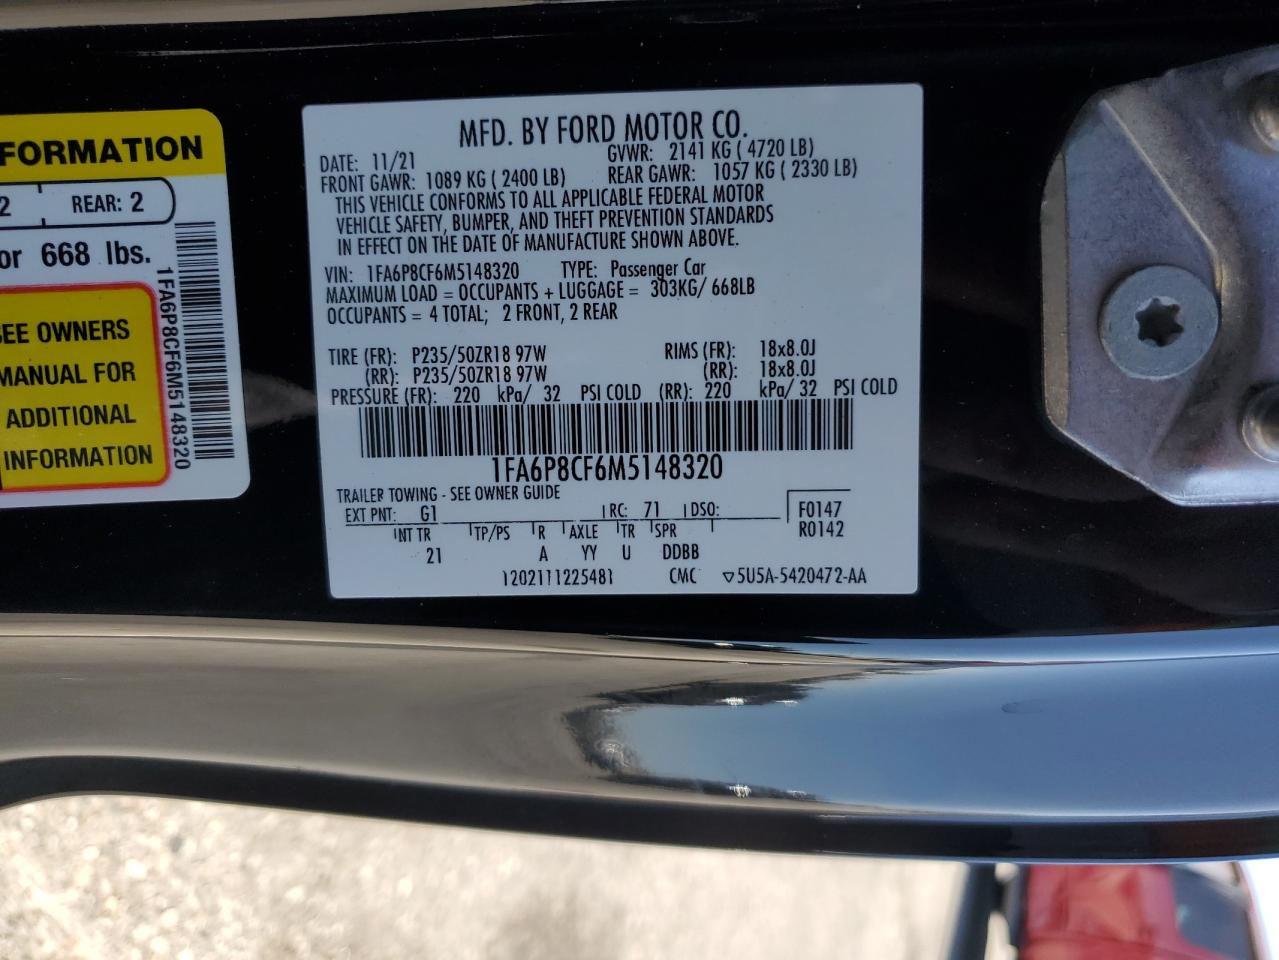 FORMATION
2 REAR: 2
or 668 lbs.
SEE OWNERS
MANUAL FOR
ADDITIONAL
INFORMATION
1FA6P8CF6M5148320
MFD. BY FORD MOTOR CO.
DATE: 11/21 GVWR: 2141 KG ( 4720 LB)
FRONT GAWR: 1089 KG ( 2400 LB) REAR GAWR: 1057 KG ( 2330 LB)
THIS VEHICLE CONFORMS TO ALL APPLICABLE FEDERAL MOTOR
VEHICLE SAFETY, BUMPER, AND THEFT PREVENTION STANDARDS
IN EFFECT ON THE DATE OF MANUFACTURE SHOWN ABOVE.
VIN: 1FA6P8CF6M5148320 TYPE: Passenger Car
MAXIMUM LOAD = OCCUPANTS + LUGGAGE = 303KG/ 668LB
OCCUPANTS = 4 TOTAL; 2 FRONT, 2 REAR
TIRE (FR): P235/50ZR18 97W RIMS (FR): 18x8.0J
(RR): P235/50ZR18 97W (RR): 18x8.0J
PRESSURE (FR): 220 kPa/ 32 PSI COLD (RR): 220 kPa/ 32 PSI COLD
1FA6P8CF6M5148320
TRAILER TOWING - SEE OWNER GUIDE
EXT PNT: G1 RC: 71 DSO: F0147
INT TR TP/PS R AXLE TR SPR R0142
21 A YY U DDBB
1202111225481 CMC ▽5U5A-5420472-AA